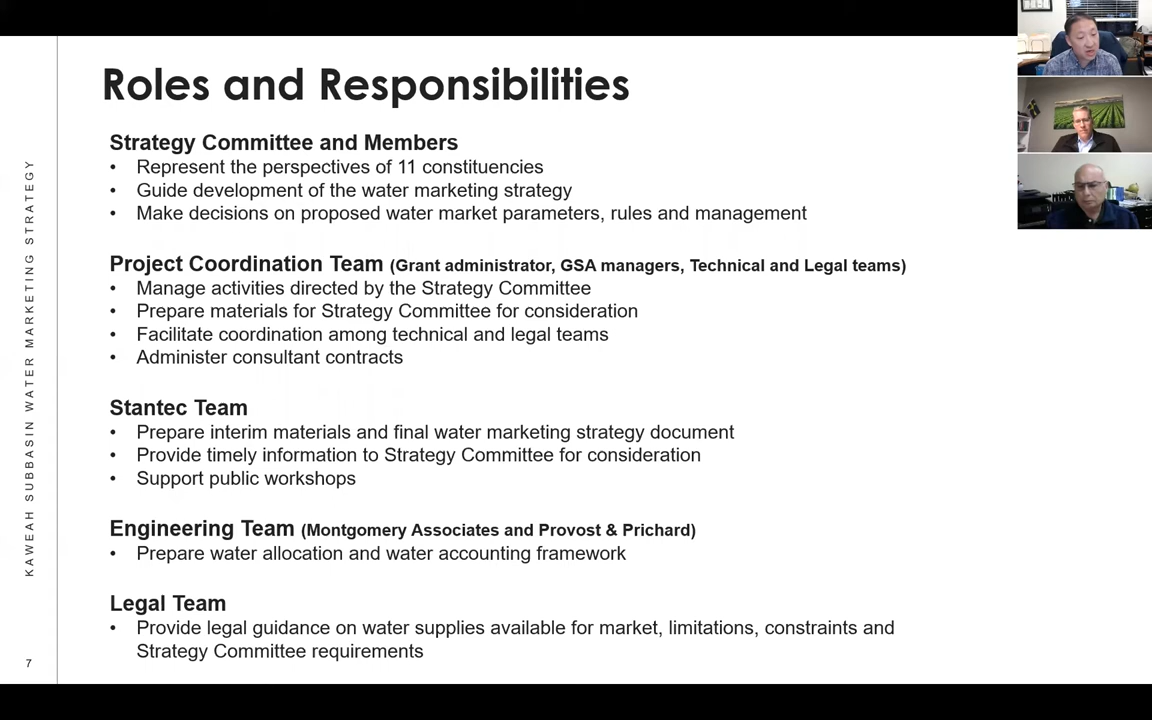 Roles and Responsibilities
Strategy Committee and Members
• Represent the perspectives of 11 constituencies
• Guide development of the water marketing strategy
• Make decisions on proposed water market parameters, rules and management
Project Coordination Team (Grant administrator, GSA managers, Technical and Legal teams)
• Manage activities directed by the Strategy Committee
• Prepare materials for Strategy Committee for consideration
• Facilitate coordination among technical and legal teams
• Administer consultant contracts
Stantec Team
• Prepare interim materials and final water marketing strategy document
• Provide timely information to Strategy Committee for consideration
• Support public workshops
Engineering Team (Montgomery Associates and Provost & Prichard)
• Prepare water allocation and water accounting framework
Legal Team
• Provide legal guidance on water supplies available for market, limitations, constraints and
Strategy Committee requirements
KAWEAH SUBBASIN WATER MARKETING STRATEGY
7